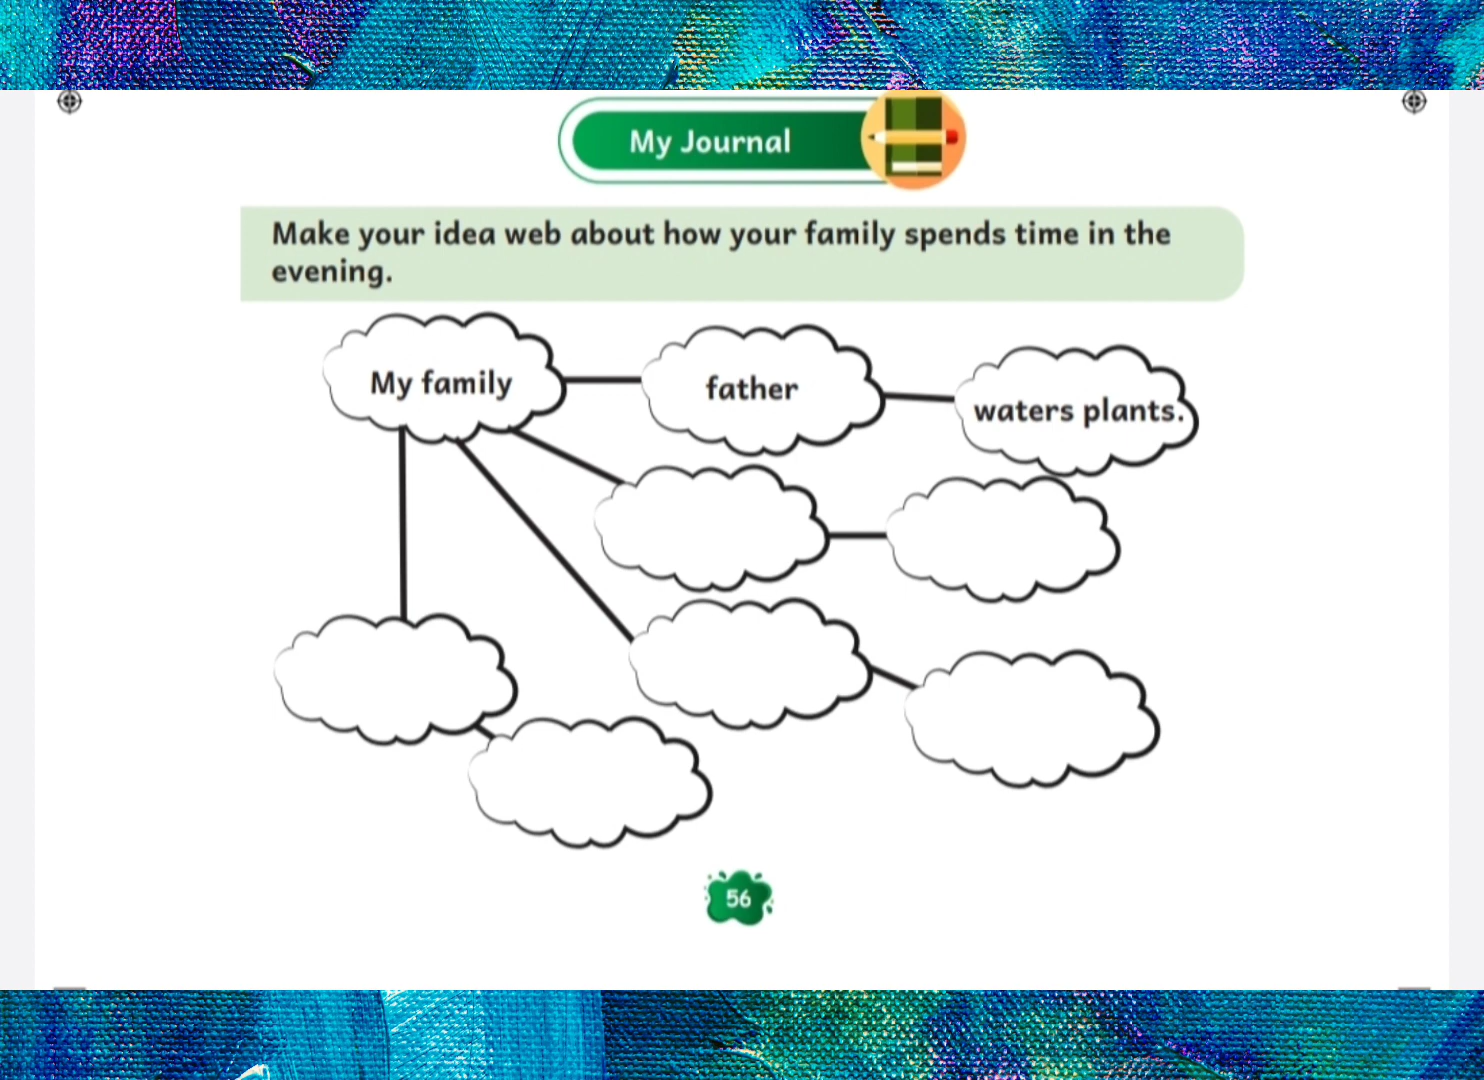 My Journal
Make your idea web about how your family spends time in the
evening.
My family
father
waters plants.
56